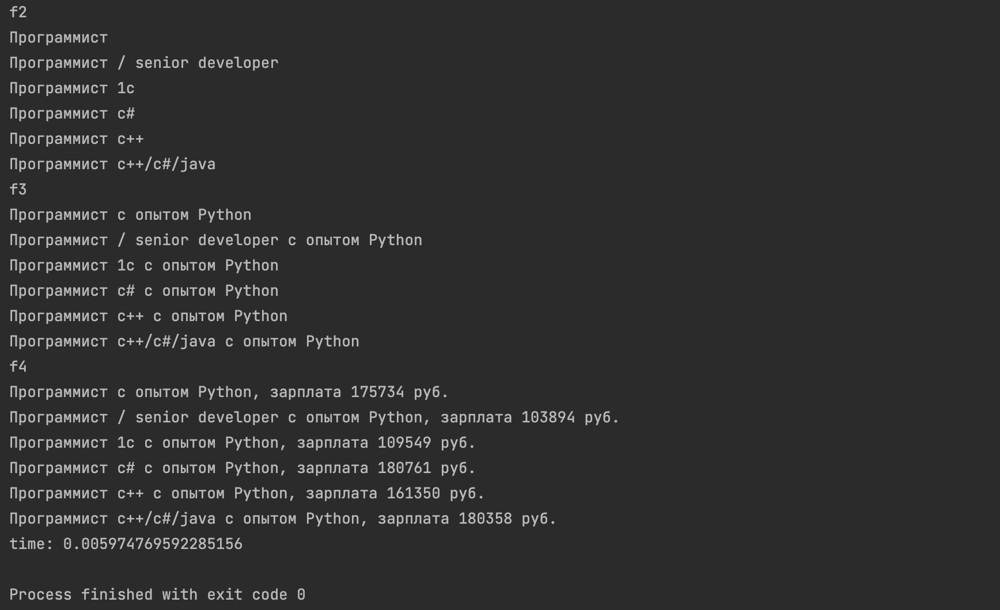 f2
Программист
Программист / senior developer
Программист 1с
Программист c#
Программист c++
Программист c++/c#/java
f3
Программист с опытом Python
Программист / senior developer с опытом Python
Программист 1с с опытом Python
Программист c# с опытом Python
Программист c++ с опытом Python
Программист c++/c#/java с опытом Python
f4
Программист с опытом Python, зарплата 175734 руб.
Программист / senior developer с опытом Python, зарплата 103894 руб.
Программист 1с с опытом Python, зарплата 109549 руб.
Программист c# с опытом Python, зарплата 180761 руб.
Программист c++ с опытом Python, зарплата 161350 руб.
Программист c++/c#/java с опытом Python, зарплата 180358 руб.
time: 0.005974769592285156
Process finished with exit code 0